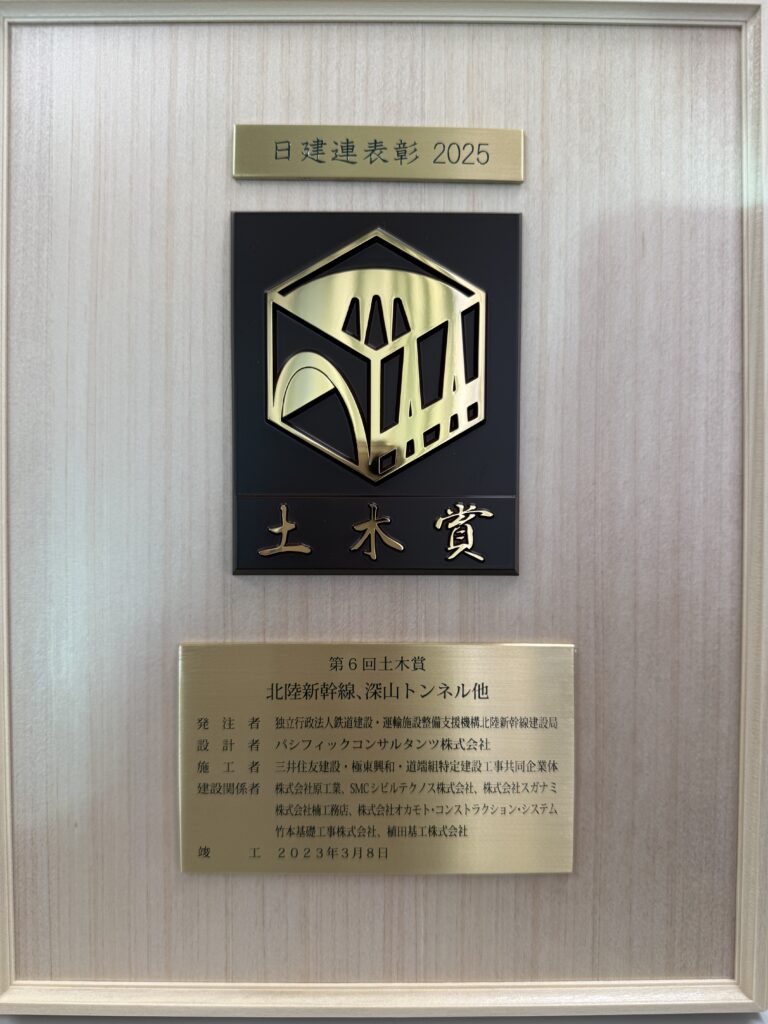 日建連表彰 2025
土木賞
第6回土木賞
北陸新幹線、深山トンネル他
発注者 独立行政法人鉄道建設・運輸施設整備支援機構北陸新幹線建設局
設計者 パシフィックコンサルタンツ株式会社
施工者 三井住友建設・極東興和・道端組特定建設工事共同企業体
建設関係者 株式会社原工業、SMCシビルテクノス株式会社、株式会社スガナミ
株式会社楠工務店、株式会社オカモト・コンストラクション・システム
竹本基礎工事株式会社、植田基工株式会社
竣工 2023年3月8日